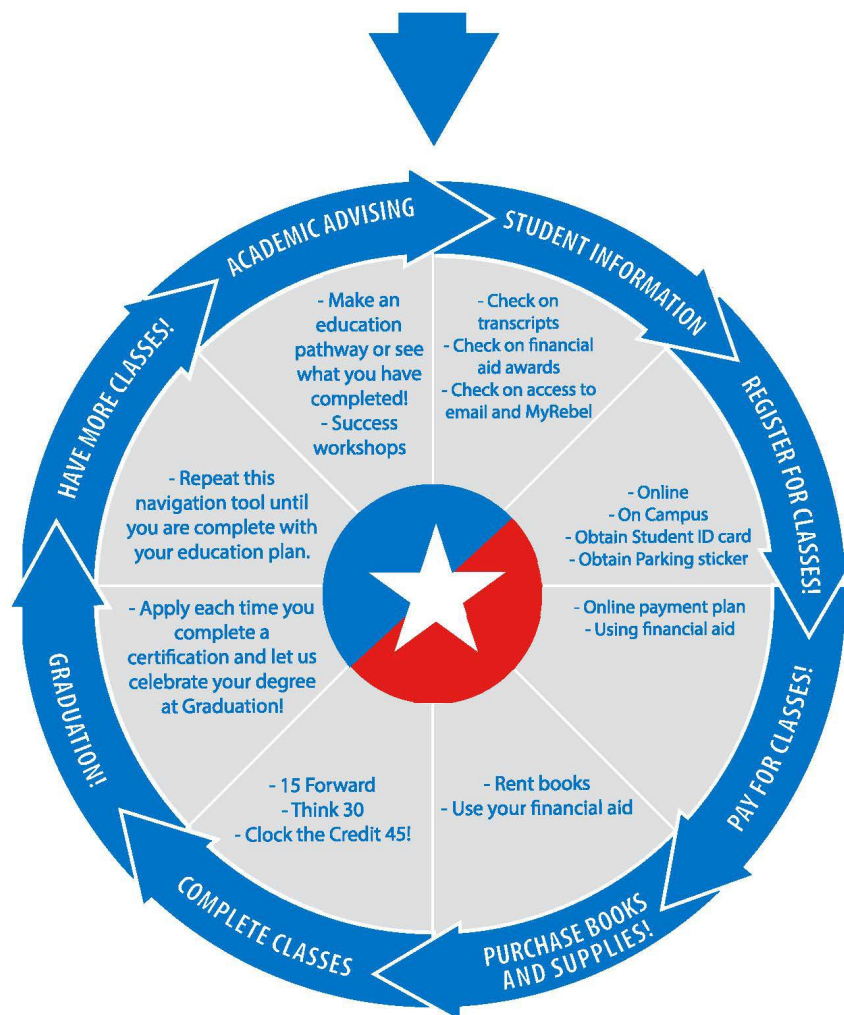 STUDENT INFORMATION
- Check on
transcripts
- Check on financial
aid awards
- Check on access to
email and MyRebel
REGISTER FOR CLASSES!
- Online
- On Campus
- Obtain Student ID card
- Obtain Parking sticker
PAY FOR CLASSES!
- Online payment plan
- Using financial aid
PURCHASE BOOKS
AND SUPPLIES!
- Rent books
- Use your financial aid
COMPLETE CLASSES
- 15 Forward
- Think 30
- Clock the Credit 45!
GRADUATION!
- Apply each time you
complete a
certification and let us
celebrate your degree
at Graduation!
HAVE MORE CLASSES!
- Repeat this
navigation tool until
you are complete with
your education plan.
ACADEMIC ADVISING
- Make an
education
pathway or see
what you have
completed!
- Success
workshops